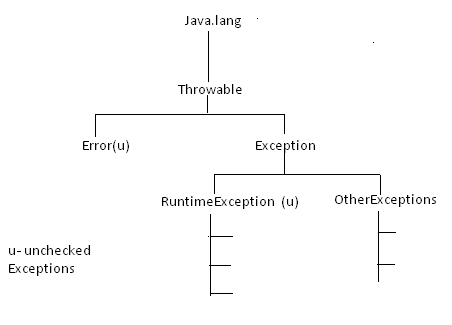 Java.lang
Throwable
Error(u)
Exception
RuntimeException (u)
OtherExceptions
u- unchecked
Exceptions